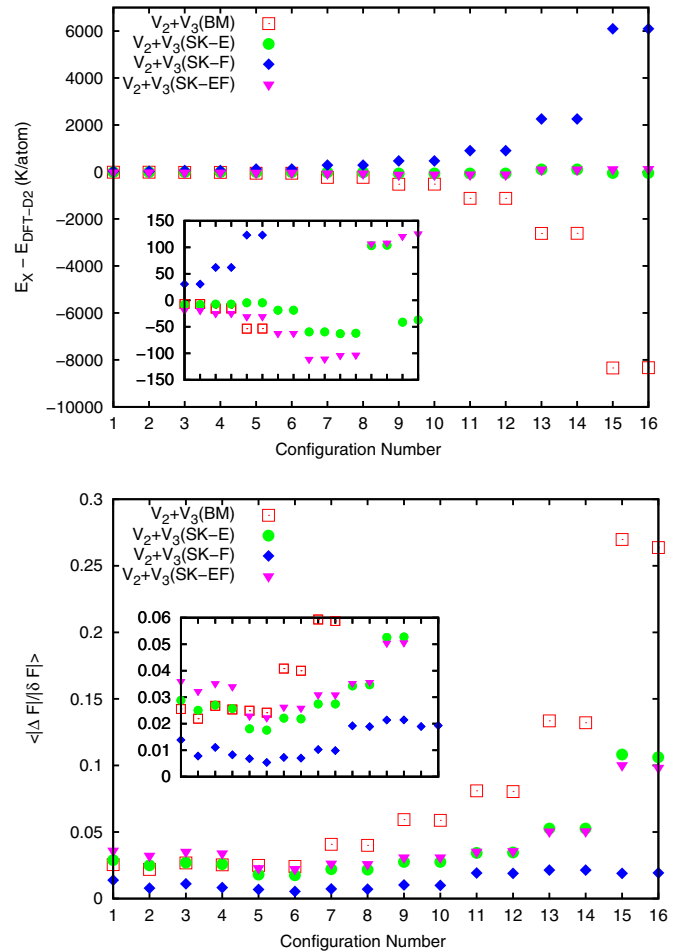 V2+V3(BM)
V2+V3(SK-E)
V2+V3(SK-F)
V2+V3(SK-EF)
6000
4000
2000
0
-2000
-4000
-6000
-8000
-10000
EX − EDFT-D2 (K/atom)
150
100
50
0
-50
-100
-150
1 2 3 4 5 6 7 8 9 10 11 12 13 14 15 16
Configuration Number
V2+V3(BM)
V2+V3(SK-E)
V2+V3(SK-F)
V2+V3(SK-EF)
0.3
0.25
0.2
0.15
0.1
0.05
0
<|Δ F|/|δ F|>
0.06
0.05
0.04
0.03
0.02
0.01
0
1 2 3 4 5 6 7 8 9 10 11 12 13 14 15 16
Configuration Number